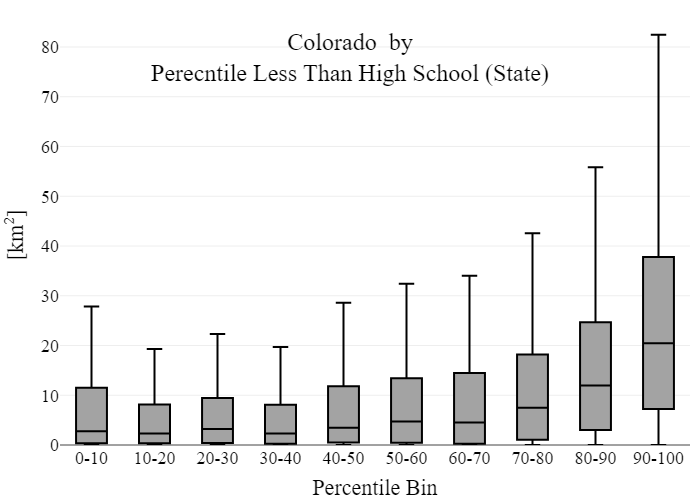 Colorado by
Perecntile Less Than High School (State)
80
70
60
50
40
30
20
10
0
[km²]
0-10 10-20 20-30 30-40 40-50 50-60 60-70 70-80 80-90 90-100
Percentile Bin